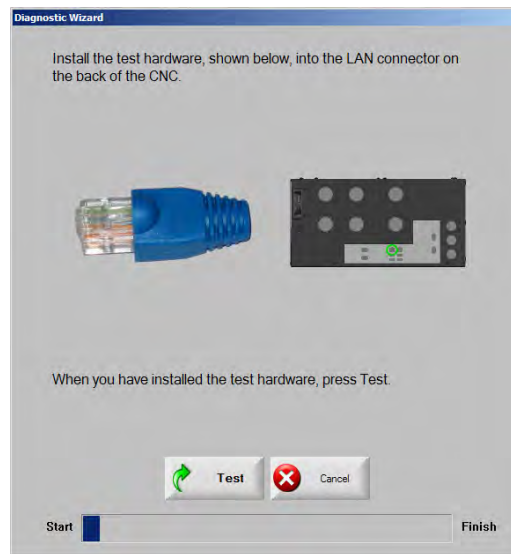 Diagnostic Wizard
Install the test hardware, shown below, into the LAN connector on
the back of the CNC.
When you have installed the test hardware, press Test.
Test
Cancel
Start
Finish